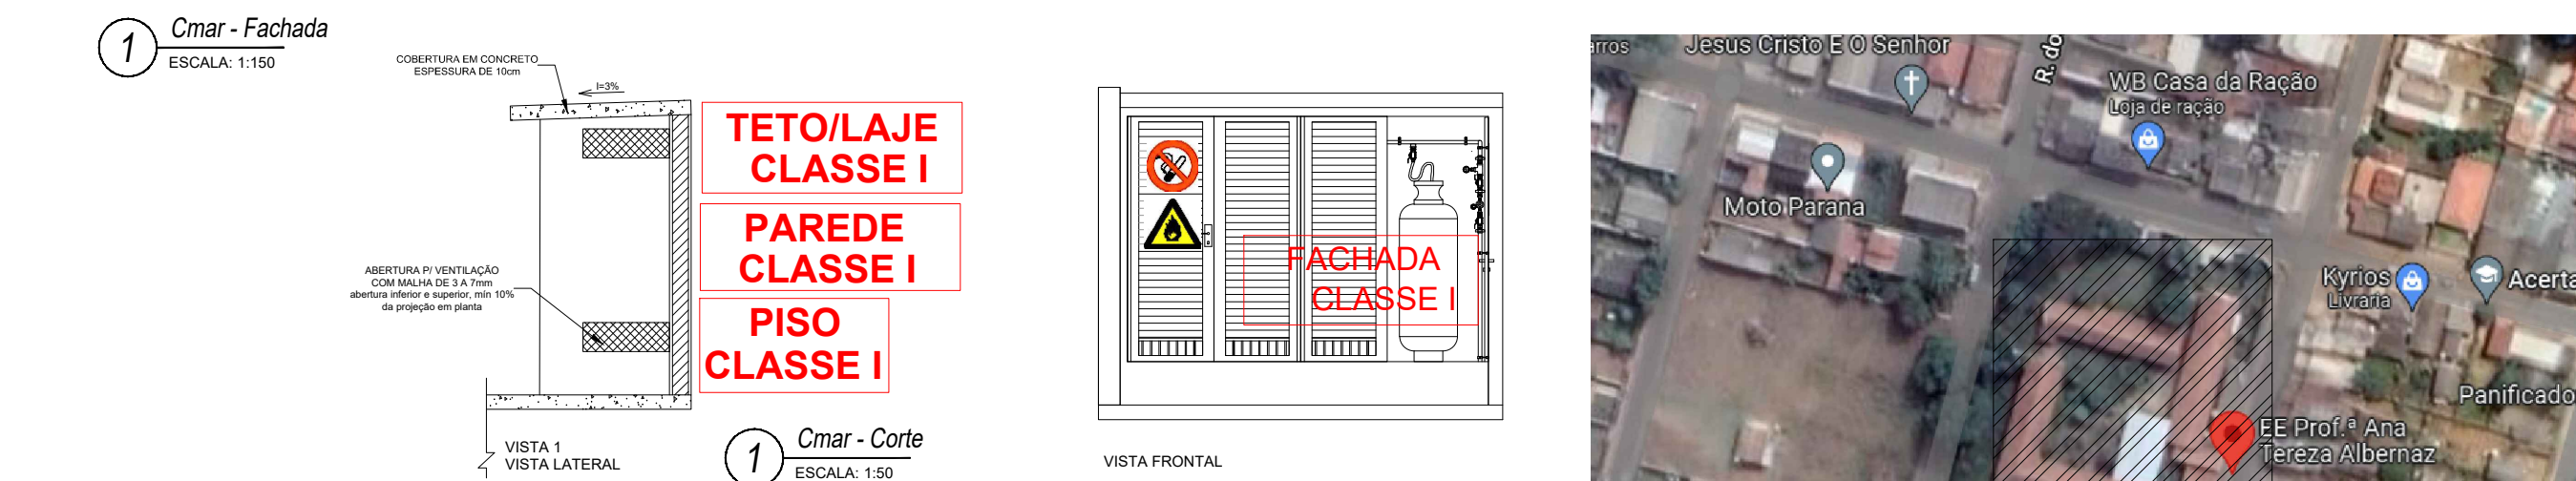 1
Cmar - Fachada
ESCALA: 1:150
COBERTURA EM CONCRETO
ESPESSURA DE 10cm
I=3%
TETO/LAJE
CLASSE I
PAREDE
CLASSE I
PISO
CLASSE I
ABERTURA P/ VENTILAÇÃO
COM MALHA DE 3 A 7mm
abertura inferior e superior, mín 10%
da projeção em planta
VISTA 1
VISTA LATERAL
1
Cmar - Corte
ESCALA: 1:50
FACHADA
CLASSE I
VISTA FRONTAL
arros
Jesus Cristo E O Senhor
R. do
WB Casa da Ração
Loja de ração
Moto Parana
Kyrios
Livraria
Acerta
Panificado
EE Prof.ª Ana
Tereza Albernaz